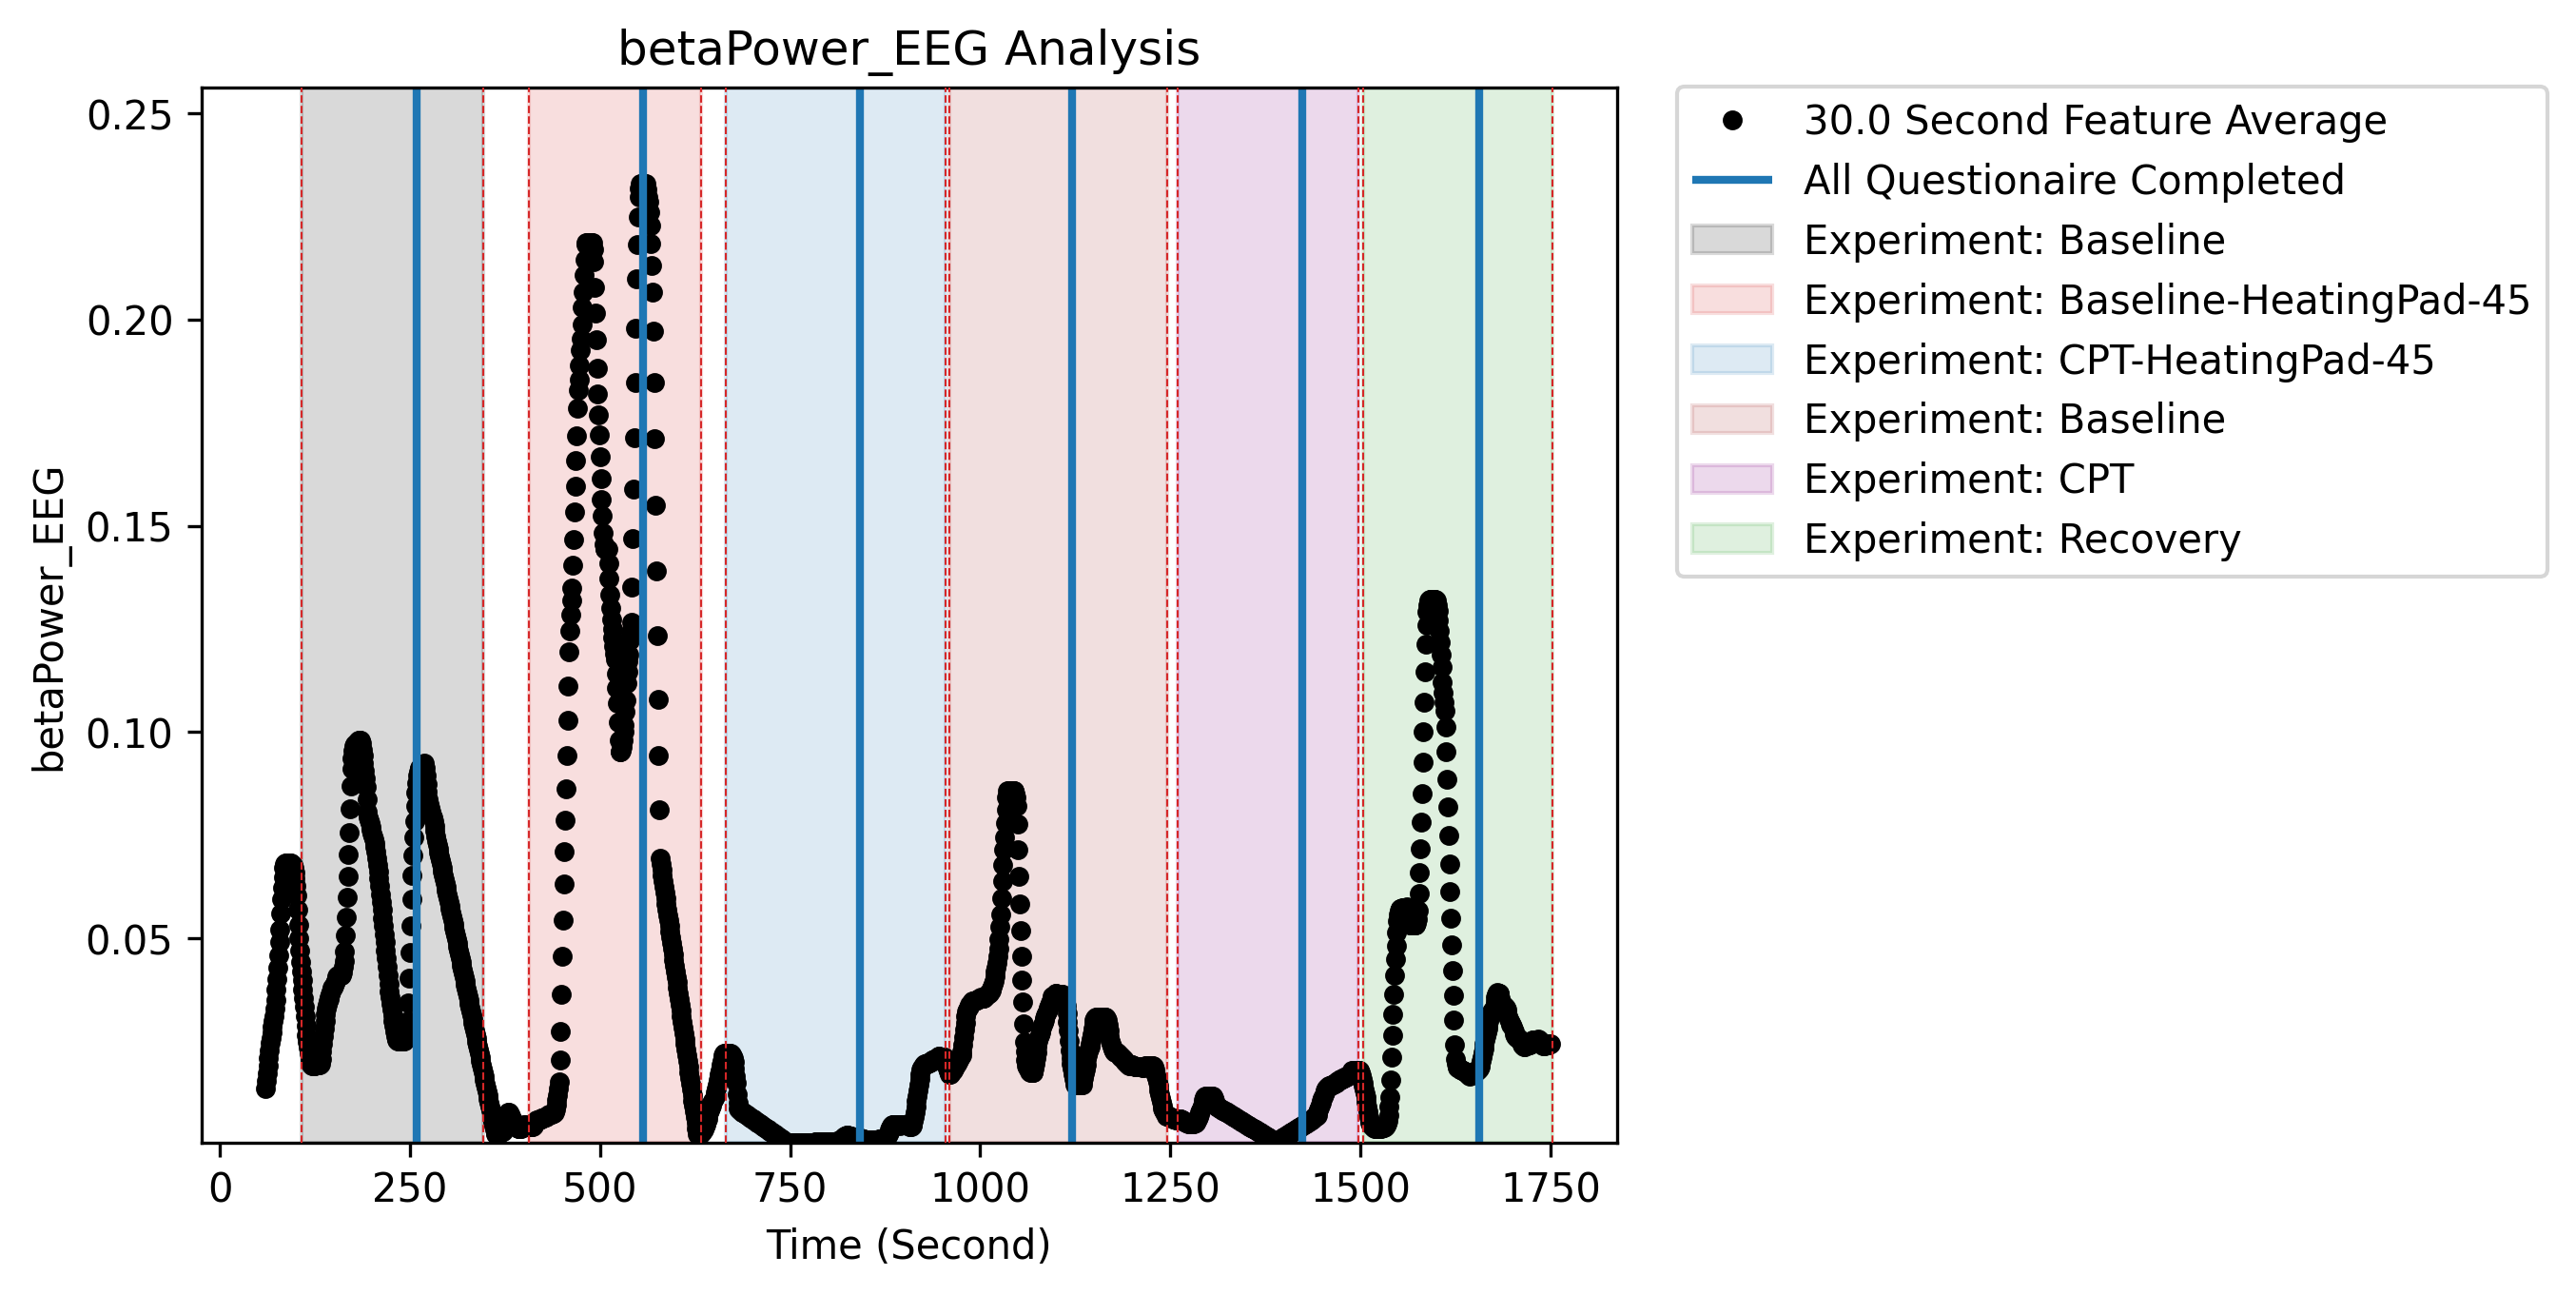 betaPower_EEG Analysis
betaPower_EEG
0.25
0.20
0.15
0.10
0.05
0 250 500 750 1000 1250 1500 1750
Time (Second)
30.0 Second Feature Average
All Questionaire Completed
Experiment: Baseline
Experiment: Baseline-HeatingPad-45
Experiment: CPT-HeatingPad-45
Experiment: Baseline
Experiment: CPT
Experiment: Recovery